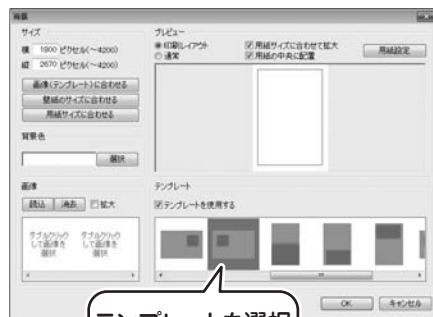 背景
サイズ
横 1800 ピクセル(～4200)
縦 2670 ピクセル(～4200)
画像(テンプレート)に合わせる
壁紙のサイズに合わせる
用紙サイズに合わせる
背景色
選択
画像
読込 消去 拡大
ダブルクリック
して画像を
選択
ダブルクリック
して画像を
選択
プレビュー
印刷レイアウト
通常
用紙サイズに合わせて拡大
用紙の中央に配置
用紙設定
テンプレート
テンプレートを使用する
OK キャンセル
テンプレートを選択